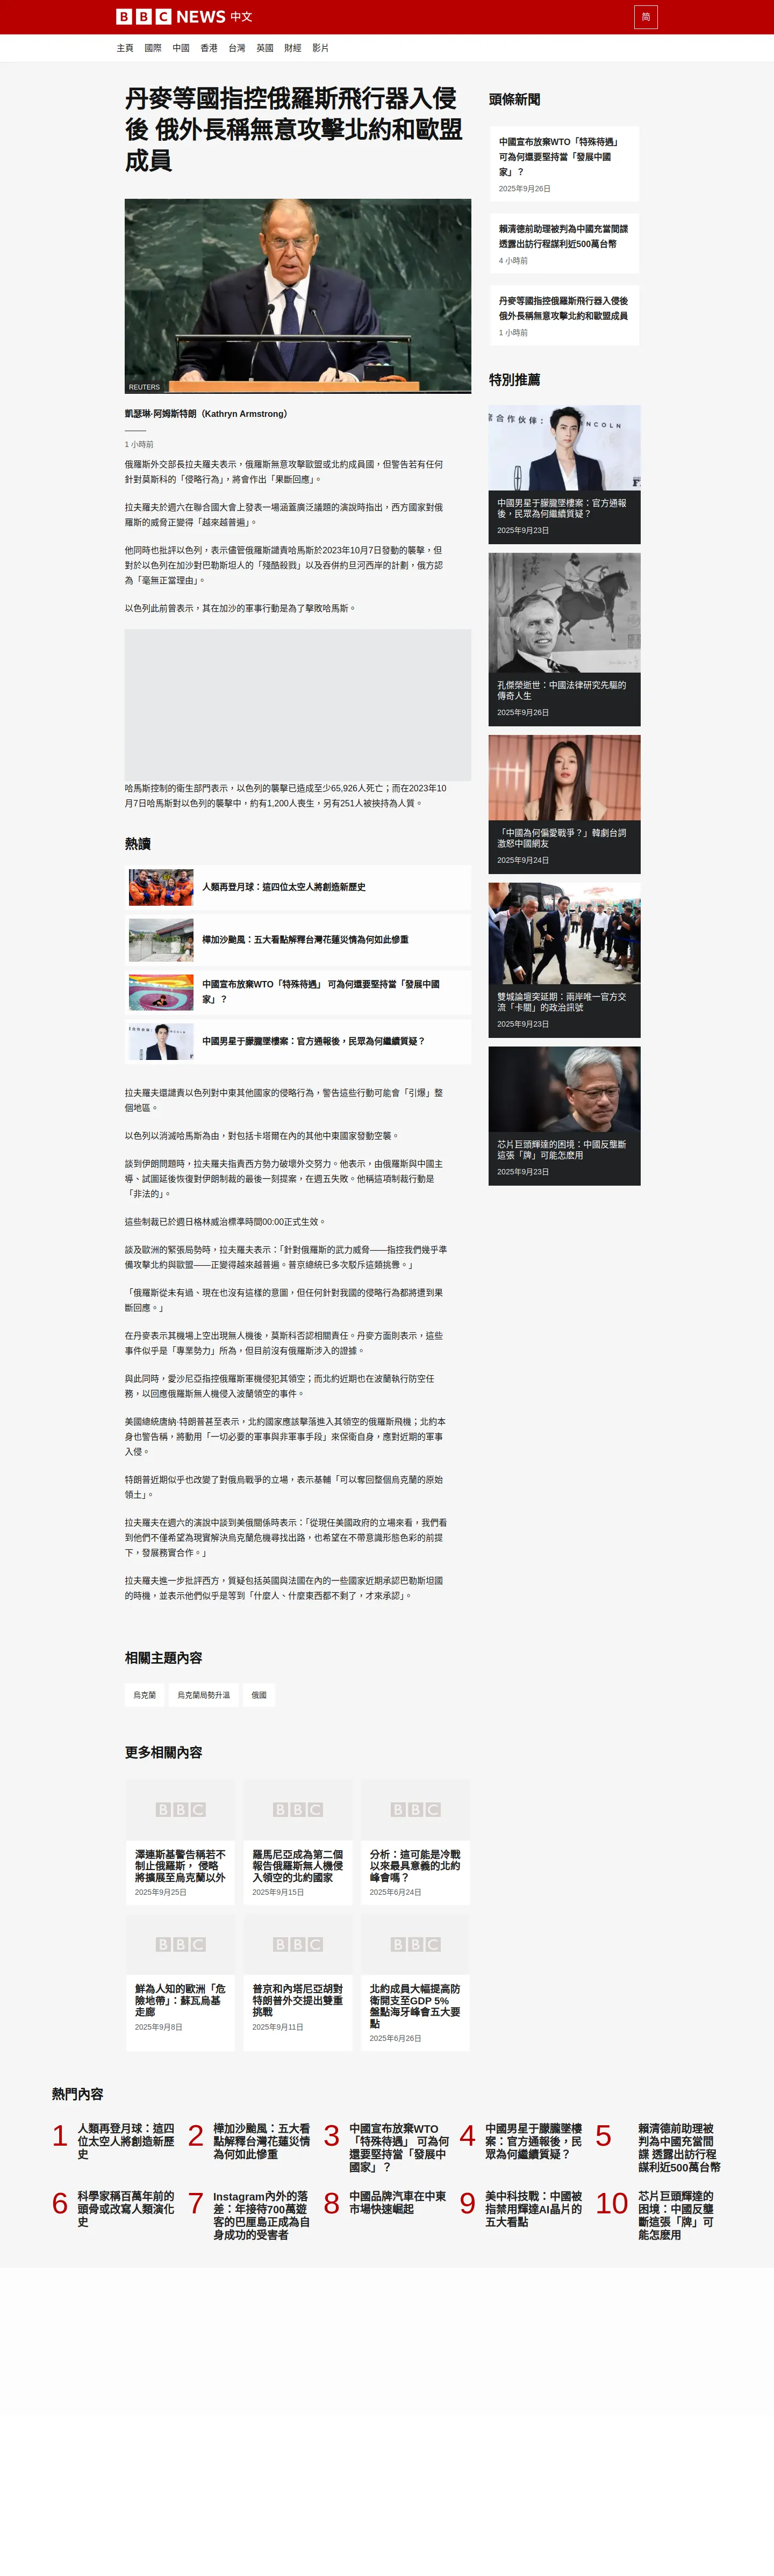 BBC NEWS 中文
简
主頁 國際 中國 香港 台灣 英國 財經 影片
丹麥等國指控俄羅斯飛行器入侵
後 俄外長稱無意攻擊北約和歐盟
成員
REUTERS
凱瑟琳·阿姆斯特朗（Kathryn Armstrong）
1 小時前
俄羅斯外交部長拉夫羅夫表示，俄羅斯無意攻擊歐盟或北約成員國，但警告若有任何
針對莫斯科的「侵略行為」，將會作出「果斷回應」。
拉夫羅夫於週六在聯合國大會上發表一場涵蓋廣泛議題的演說時指出，西方國家對俄
羅斯的威脅正變得「越來越普遍」。
他同時也批評以色列，表示儘管俄羅斯譴責哈馬斯於2023年10月7日發動的襲擊，但
對於以色列在加沙對巴勒斯坦人的「殘酷殺戮」以及吞併約旦河西岸的計劃，俄方認
為「毫無正當理由」。
以色列此前曾表示，其在加沙的軍事行動是為了擊敗哈馬斯。
哈馬斯控制的衛生部門表示，以色列的襲擊已造成至少65,926人死亡；而在2023年10
月7日哈馬斯對以色列的襲擊中，約有1,200人喪生，另有251人被挾持為人質。
熱讀
人類再登月球：這四位太空人將創造新歷史
樺加沙颱風：五大看點解釋台灣花蓮災情為何如此慘重
中國宣布放棄WTO「特殊待遇」 可為何還要堅持當「發展中國
家」？
中國男星于朦朧墜樓案：官方通報後，民眾為何繼續質疑？
拉夫羅夫還譴責以色列對中東其他國家的侵略行為，警告這些行動可能會「引爆」整
個地區。
以色列以消滅哈馬斯為由，對包括卡塔爾在內的其他中東國家發動空襲。
談到伊朗問題時，拉夫羅夫指責西方勢力破壞外交努力。他表示，由俄羅斯與中國主
導、試圖延後恢復對伊朗制裁的最後一刻提案，在週五失敗。他稱這項制裁行動是
「非法的」。
這些制裁已於週日格林威治標準時間00:00正式生效。
談及歐洲的緊張局勢時，拉夫羅夫表示：「針對俄羅斯的武力威脅——指控我們幾乎準
備攻擊北約與歐盟——正變得越來越普遍。普京總統已多次駁斥這類挑釁。」
「俄羅斯從未有過、現在也沒有這樣的意圖，但任何針對我國的侵略行為都將遭到果
斷回應。」
在丹麥表示其機場上空出現無人機後，莫斯科否認相關責任。丹麥方面則表示，這些
事件似乎是「專業勢力」所為，但目前沒有俄羅斯涉入的證據。
與此同時，愛沙尼亞指控俄羅斯軍機侵犯其領空；而北約近期也在波蘭執行防空任
務，以回應俄羅斯無人機侵入波蘭領空的事件。
美國總統唐納·特朗普甚至表示，北約國家應該擊落進入其領空的俄羅斯飛機；北約本
身也警告稱，將動用「一切必要的軍事與非軍事手段」來保衛自身，應對近期的軍事
入侵。
特朗普近期似乎也改變了對俄烏戰爭的立場，表示基輔「可以奪回整個烏克蘭的原始
領土」。
拉夫羅夫在週六的演說中談到美俄關係時表示：「從現任美國政府的立場來看，我們看
到他們不僅希望為現實解決烏克蘭危機尋找出路，也希望在不帶意識形態色彩的前提
下，發展務實合作。」
拉夫羅夫進一步批評西方，質疑包括英國與法國在內的一些國家近期承認巴勒斯坦國
的時機，並表示他們似乎是等到「什麼人、什麼東西都不剩了，才來承認」。
相關主題內容
烏克蘭 烏克蘭局勢升溫 俄國
更多相關內容
澤連斯基警告稱若不
制止俄羅斯， 侵略
將擴展至烏克蘭以外
2025年9月25日
羅馬尼亞成為第二個
報告俄羅斯無人機侵
入領空的北約國家
2025年9月15日
分析：這可能是冷戰
以來最具意義的北約
峰會嗎？
2025年6月24日
鮮為人知的歐洲「危
險地帶」：蘇瓦烏基
走廊
2025年9月8日
普京和內塔尼亞胡對
特朗普外交提出雙重
挑戰
2025年9月11日
北約成員大幅提高防
衛開支至GDP 5%
盤點海牙峰會五大要
點
2025年6月26日
頭條新聞
中國宣布放棄WTO「特殊待遇」
可為何還要堅持當「發展中國
家」？
2025年9月26日
賴清德前助理被判為中國充當間諜
透露出訪行程謀利近500萬台幣
4 小時前
丹麥等國指控俄羅斯飛行器入侵後
俄外長稱無意攻擊北約和歐盟成員
1 小時前
特別推薦
中國男星于朦朧墜樓案：官方通報
後，民眾為何繼續質疑？
2025年9月23日
孔傑榮逝世：中國法律研究先驅的
傳奇人生
2025年9月26日
「中國為何偏愛戰爭？」韓劇台詞
激怒中國網友
2025年9月24日
雙城論壇突延期：兩岸唯一官方交
流「卡關」的政治訊號
2025年9月23日
芯片巨頭輝達的困境：中國反壟斷
這張「牌」可能怎麼用
2025年9月23日
熱門內容
1
人類再登月球：這四
位太空人將創造新歷
史
2
樺加沙颱風：五大看
點解釋台灣花蓮災情
為何如此慘重
3
中國宣布放棄WTO
「特殊待遇」 可為何
還要堅持當「發展中
國家」？
4
中國男星于朦朧墜樓
案：官方通報後，民
眾為何繼續質疑？
5
賴清德前助理被
判為中國充當間
諜 透露出訪行程
謀利近500萬台幣
6
科學家稱百萬年前的
頭骨或改寫人類演化
史
7
Instagram內外的落
差：年接待700萬遊
客的巴厘島正成為自
身成功的受害者
8
中國品牌汽車在中東
市場快速崛起
9
美中科技戰：中國被
指禁用輝達AI晶片的
五大看點
10
芯片巨頭輝達的
困境：中國反壟
斷這張「牌」可
能怎麼用